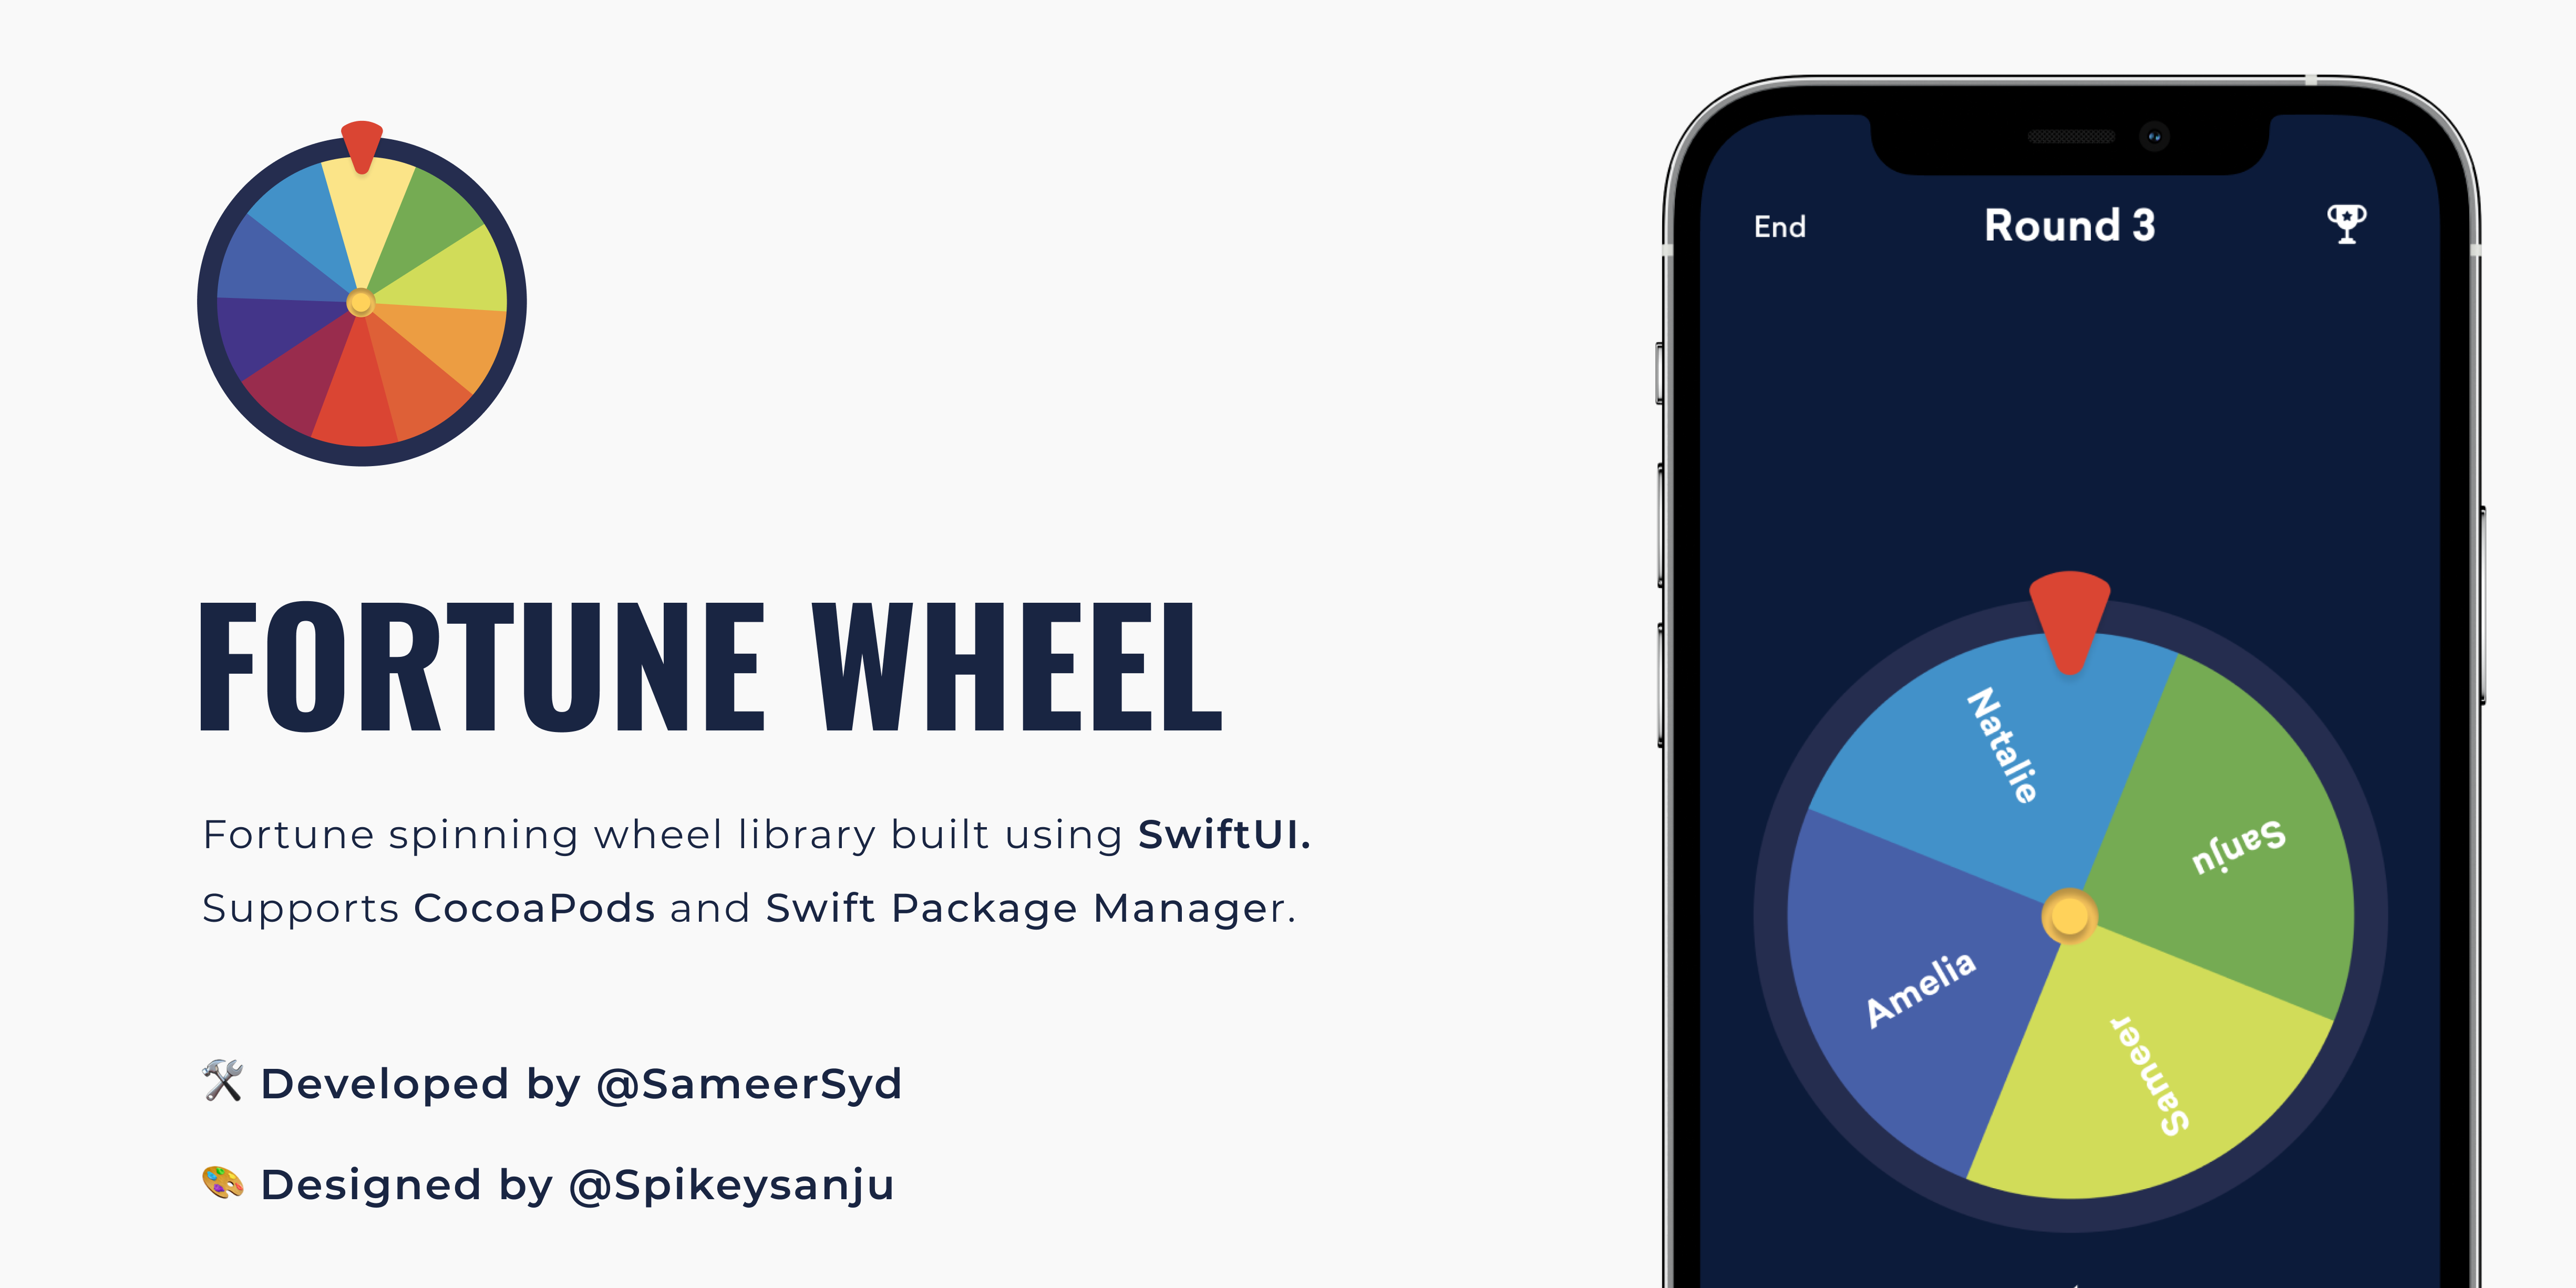 FORTUNE WHEEL
Fortune spinning wheel library built using SwiftUI.
Supports CocoaPods and Swift Package Manager.
🛠 Developed by @SameerSyd
🎨 Designed by @Spikeysanju
End
Round 3
Natalie
Sanju
Amelia
Sameer